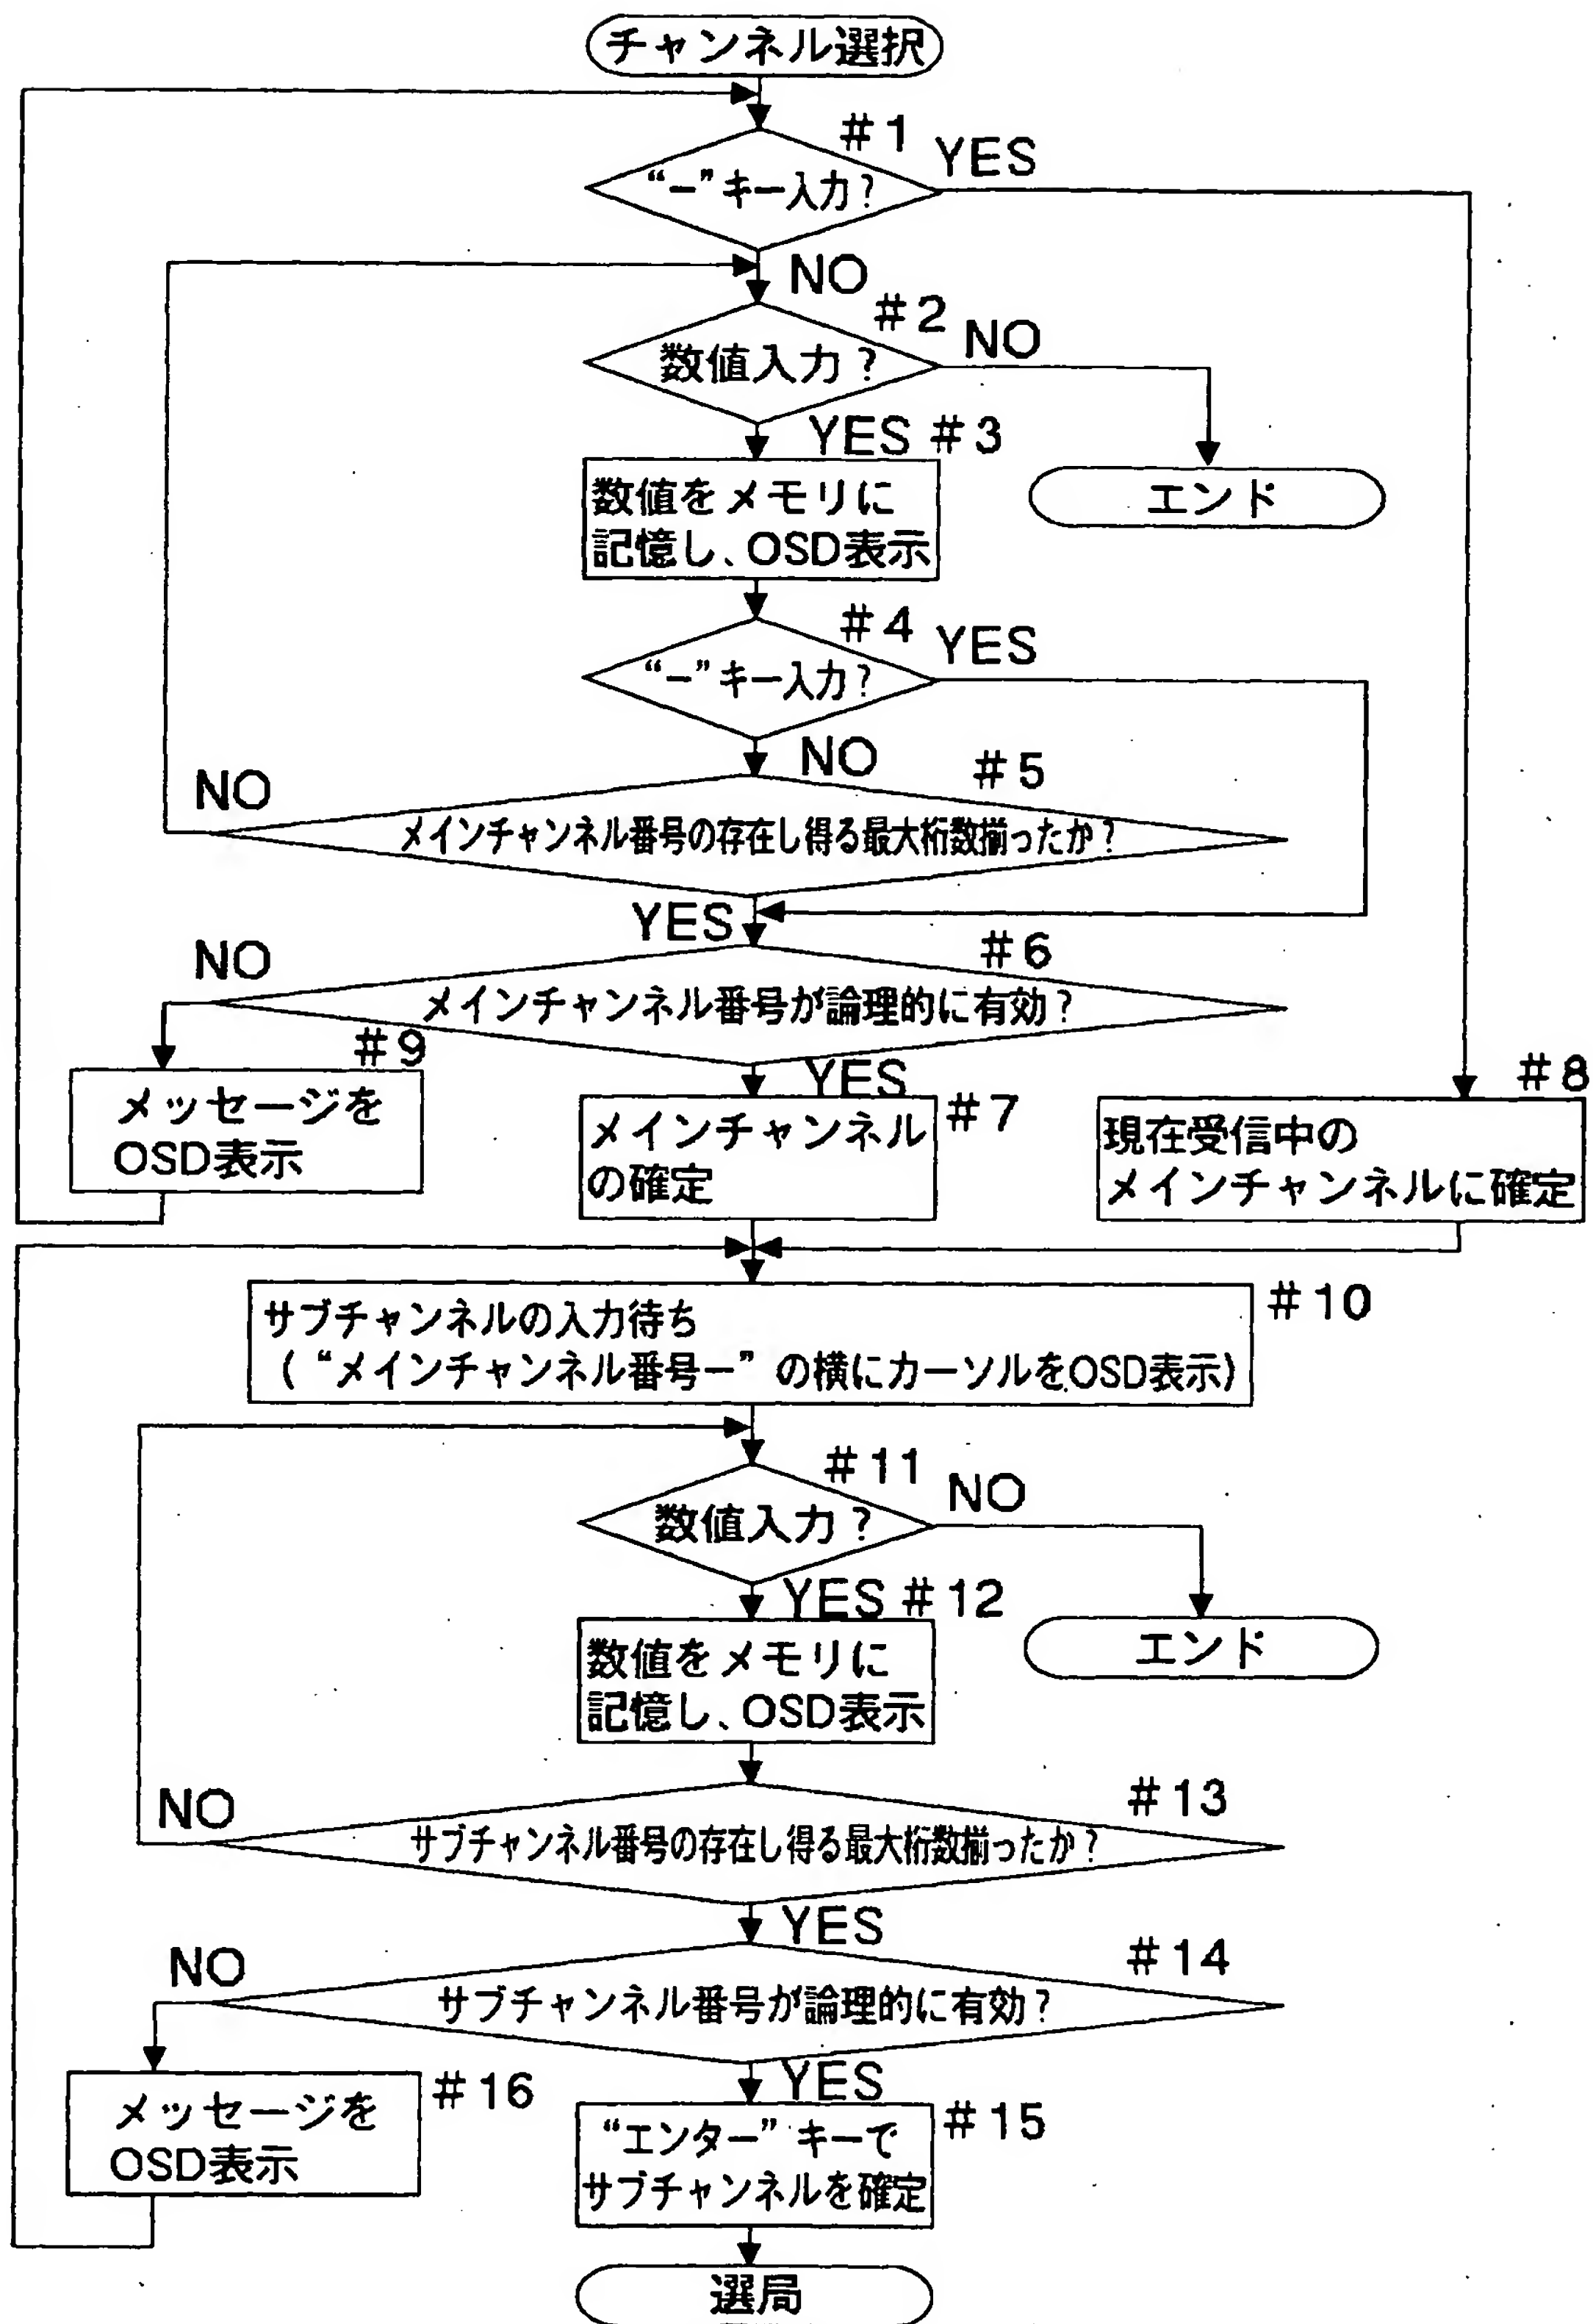 チャンネル選択
#1
YES
“−”キー入力?
NO
#2
NO
数値入力?
YES #3
数値をメモリに
記憶し、OSD表示
エンド
#4
YES
“−”キー入力?
NO
#5
NO
メインチャンネル番号の存在し得る最大桁数揃ったか?
YES
#6
NO
メインチャンネル番号が論理的に有効?
#9
YES
メッセージを
OSD表示
#7
メインチャンネル
の確定
#8
現在受信中の
メインチャンネルに確定
#10
サブチャンネルの入力待ち
(“メインチャンネル番号−”の横にカーソルをOSD表示)
#11
NO
数値入力?
YES #12
数値をメモリに
記憶し、OSD表示
エンド
#13
NO
サブチャンネル番号の存在し得る最大桁数揃ったか?
YES
#14
NO
サブチャンネル番号が論理的に有効?
YES
#16
メッセージを
OSD表示
#15
“エンター”キーで
サブチャンネルを確定
選局